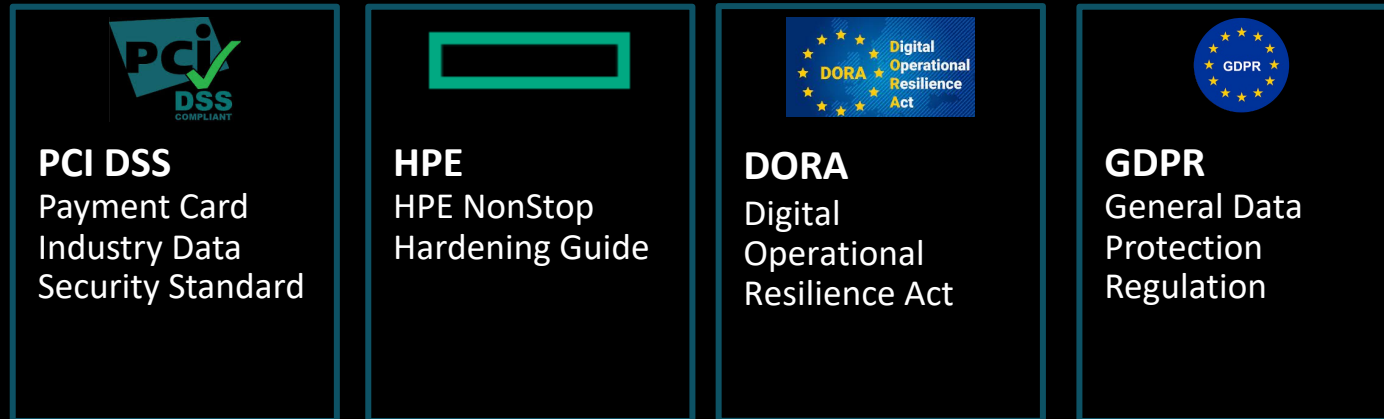 PCI
DSS
COMPLIANT
PCI DSS
Payment Card
Industry Data
Security Standard
HPE
HPE NonStop
Hardening Guide
DORA
Digital
Operational
Resilience
Act
DORA
Digital
Operational
Resilience Act
GDPR
GDPR
General Data
Protection
Regulation